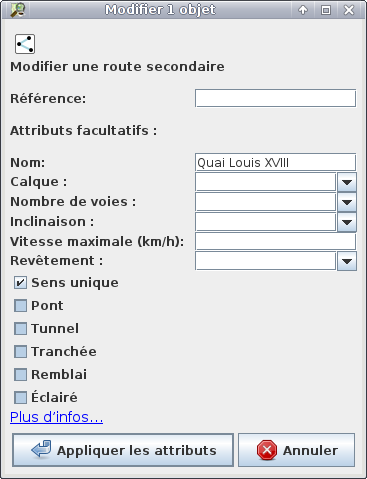 Modifier 1 objet
Modifier une route secondaire
Référence:
Attributs facultatifs :
Nom: Quai Louis XVIII
Calque :
Nombre de voies :
Inclinaison :
Vitesse maximale (km/h):
Revêtement :
Sens unique
Pont
Tunnel
Tranchée
Remblai
Éclairé
Plus d’infos...
Appliquer les attributs Annuler